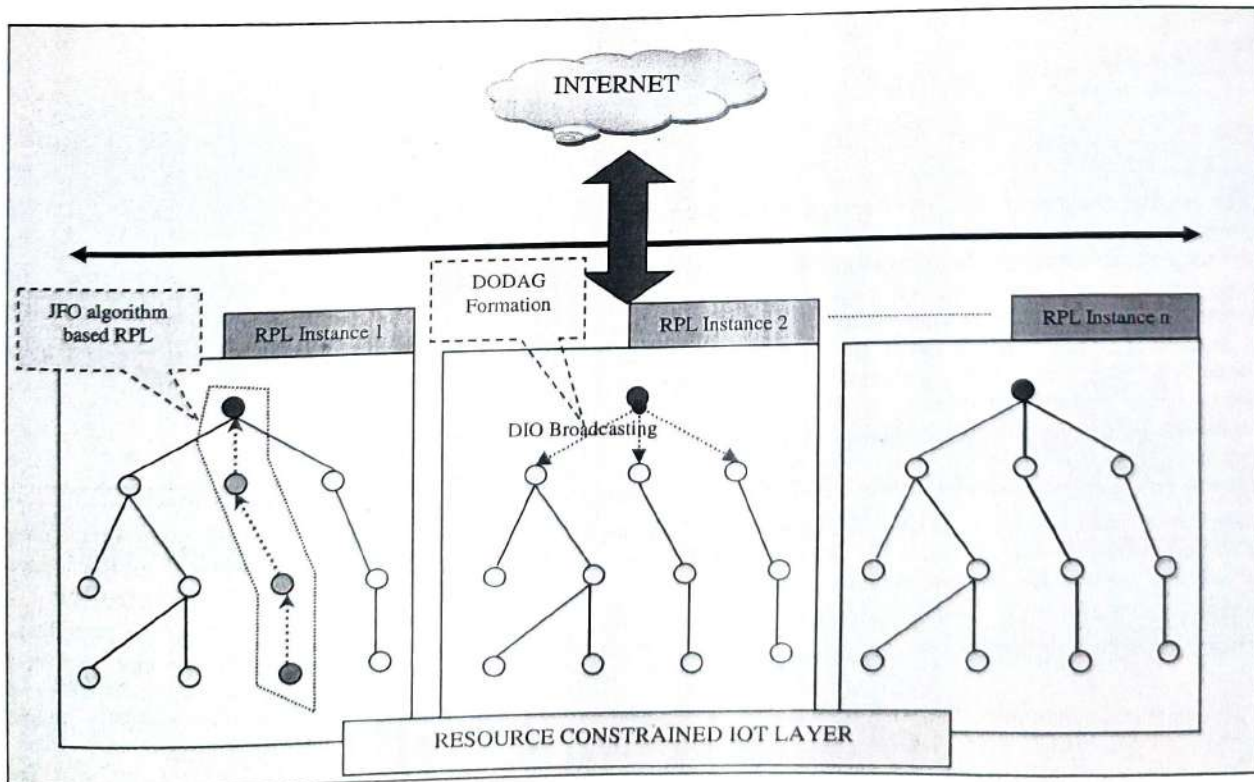 INTERNET
JFO algorithm
based RPL
RPL Instance 1
DODAG
Formation
RPL Instance 2
RPL Instance n
DIO Broadcasting
RESOURCE CONSTRAINED IOT LAYER